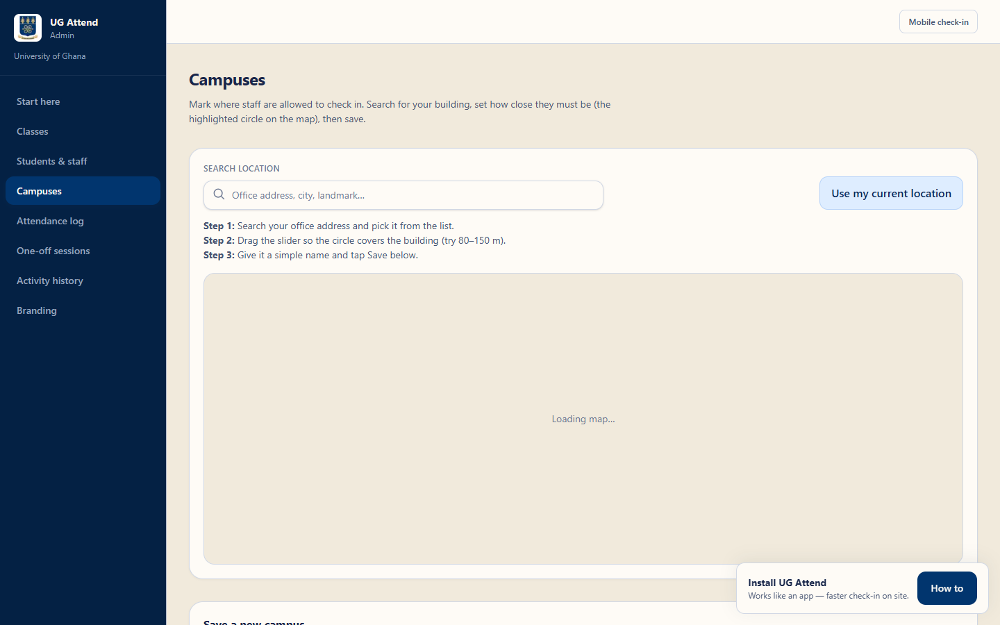 UG Attend
Admin
University of Ghana
Start here
Classes
Students & staff
Campuses
Attendance log
One-off sessions
Activity history
Branding
Mobile check-in
Campuses
Mark where staff are allowed to check in. Search for your building, set how close they must be (the
highlighted circle on the map), then save.
SEARCH LOCATION
Office address, city, landmark...
Use my current location
Step 1: Search your office address and pick it from the list.
Step 2: Drag the slider so the circle covers the building (try 80–150 m).
Step 3: Give it a simple name and tap Save below.
Loading map...
Install UG Attend
Works like an app — faster check-in on site.
How to
Save a new campus